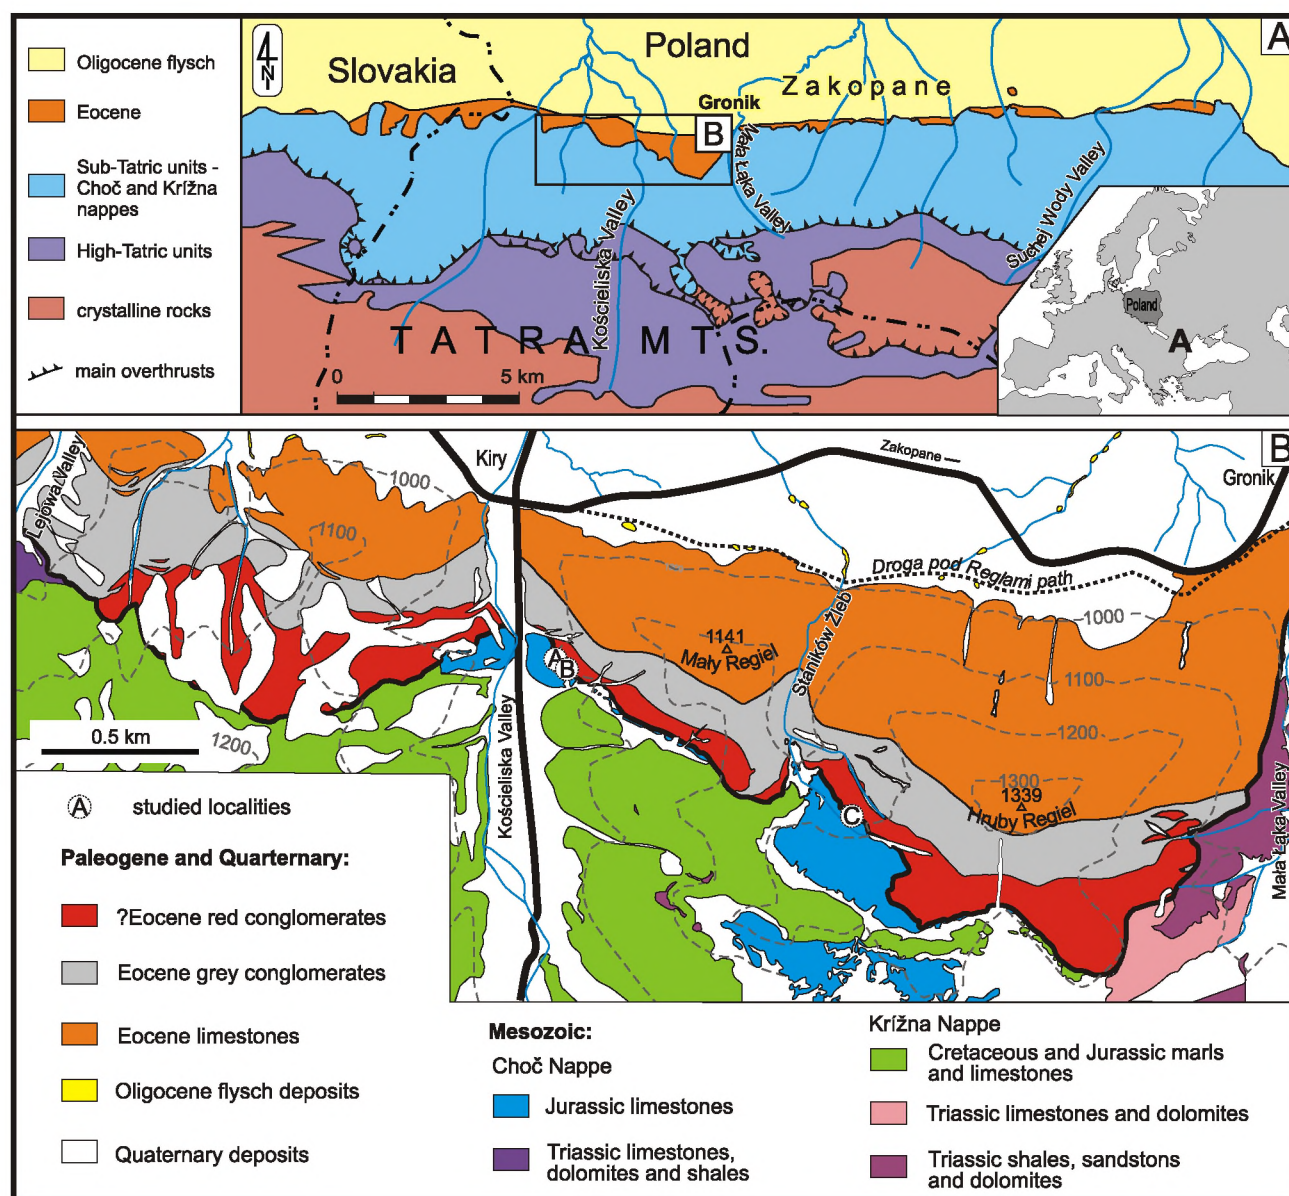 A
4
N
Oligocene flysch
Eocene
Sub-Tatric units -
Choč and Krížna
nappes
High-Tatric units
crystalline rocks
main overthrusts
Slovakia
Poland
Zakopane
Gronik
B
Mała Łąka Valley
Kościeliska Valley
Suchej Wody Valley
TATRA MTS.
0 5 km
Poland
A
B
Lejowa Valley
Kiry
Zakopane
Gronik
1000
1100
Droga pod Reglami path
1000
1141
Mały Regiel
Staników Żleb
1100
1200
1300
1339
Hruby Regiel
A
B
C
0.5 km
1200
Kościeliska Valley
Mała Łąka Valley
A studied localities
Paleogene and Quarternary:
?Eocene red conglomerates
Eocene grey conglomerates
Eocene limestones
Oligocene flysch deposits
Quaternary deposits
Mesozoic:
Choč Nappe
Jurassic limestones
Triassic limestones,
dolomites and shales
Krížna Nappe
Cretaceous and Jurassic marls
and limestones
Triassic limestones and dolomites
Triassic shales, sandstons
and dolomites